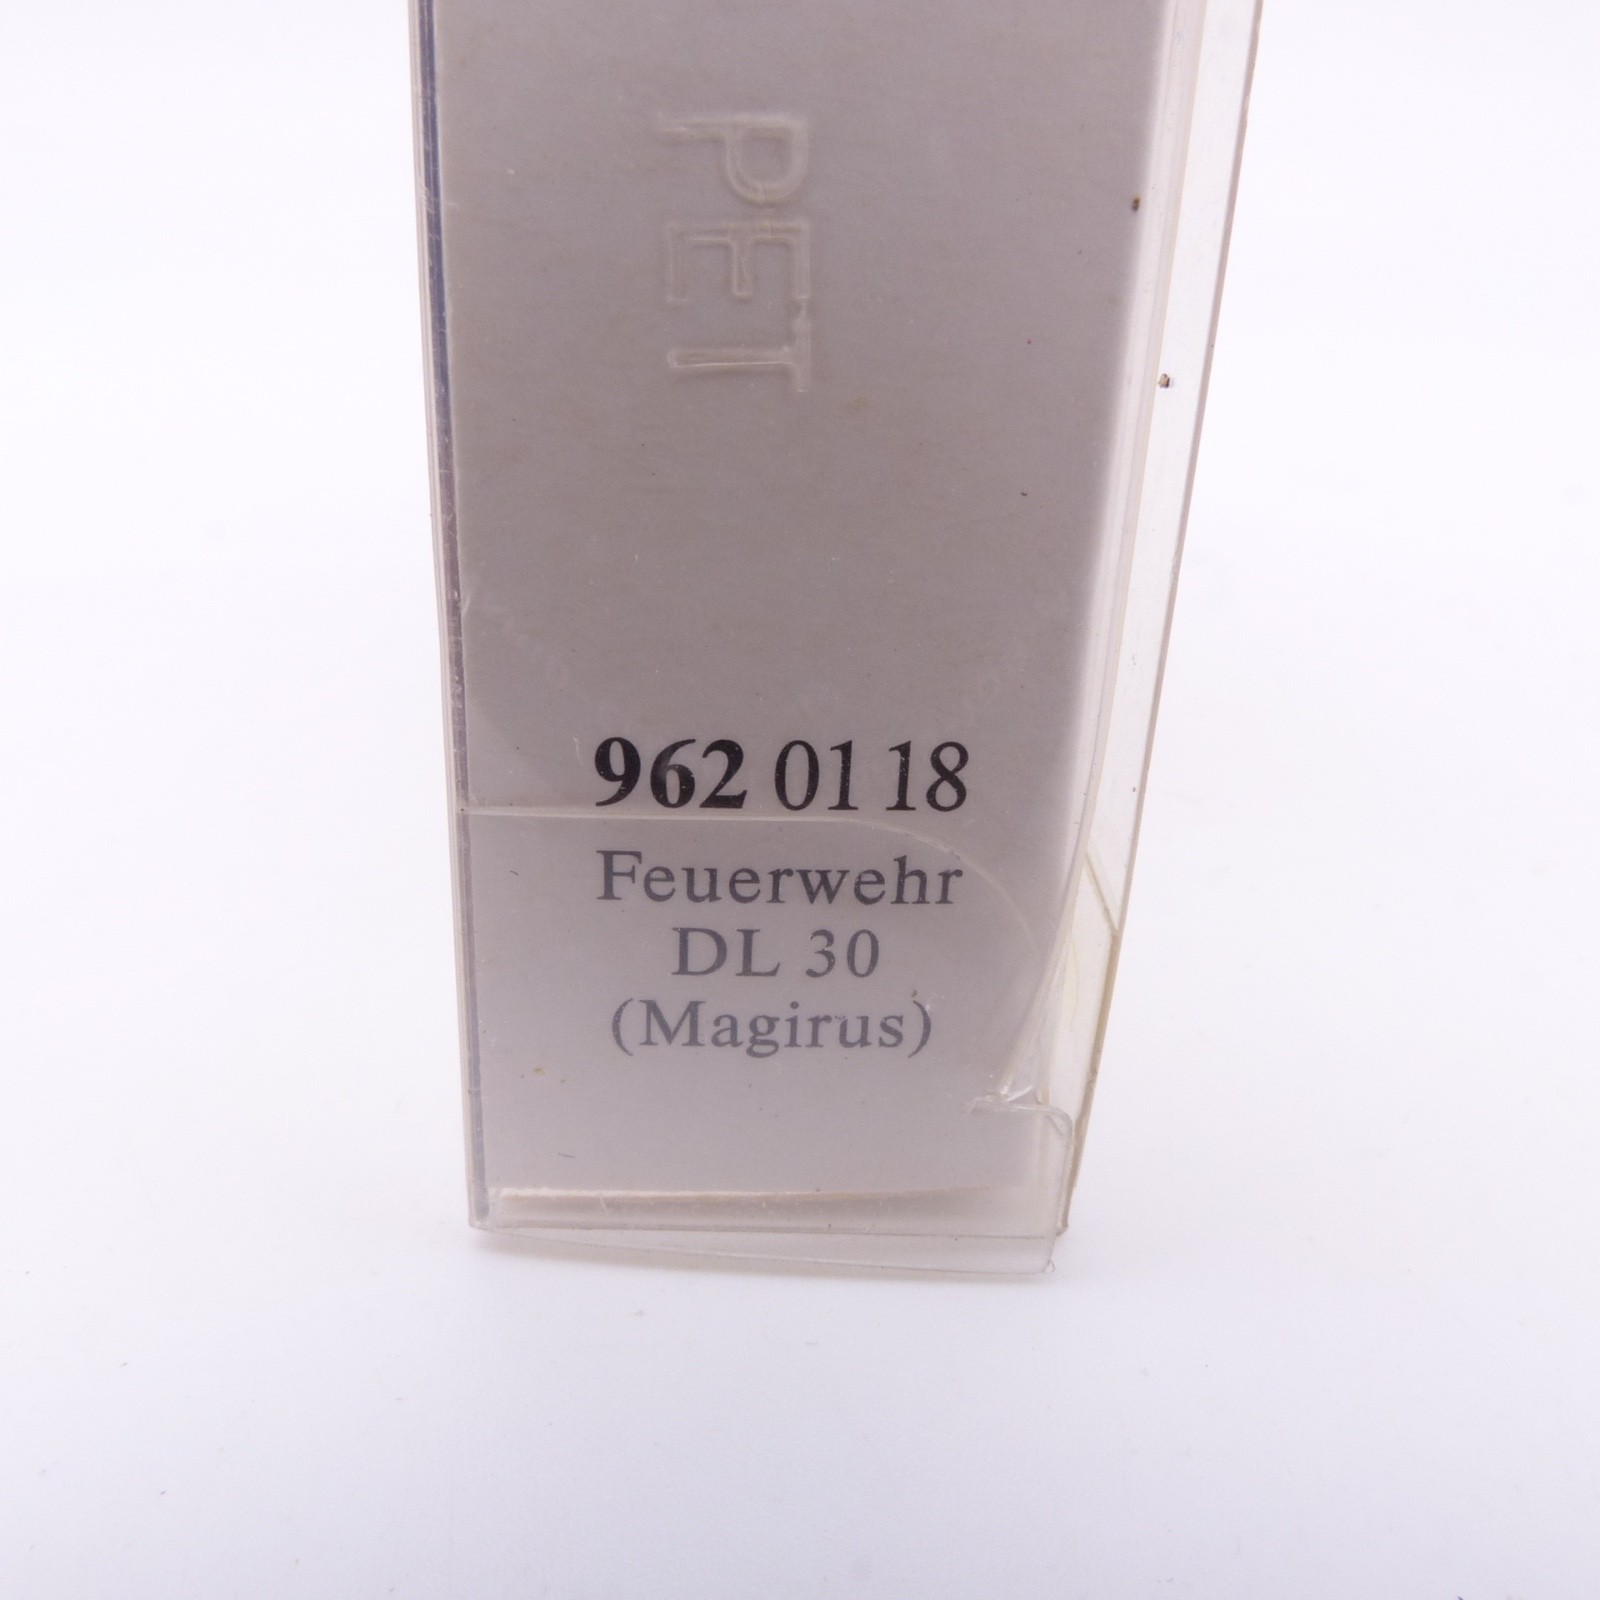 PET
962 01 18
Feuerwehr
DL 30
(Magirus)